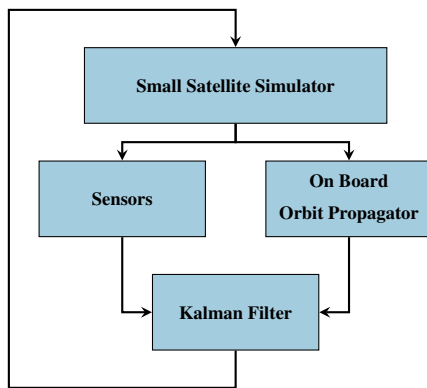 Small Satellite Simulator
Sensors
On Board
Orbit Propagator
Kalman Filter